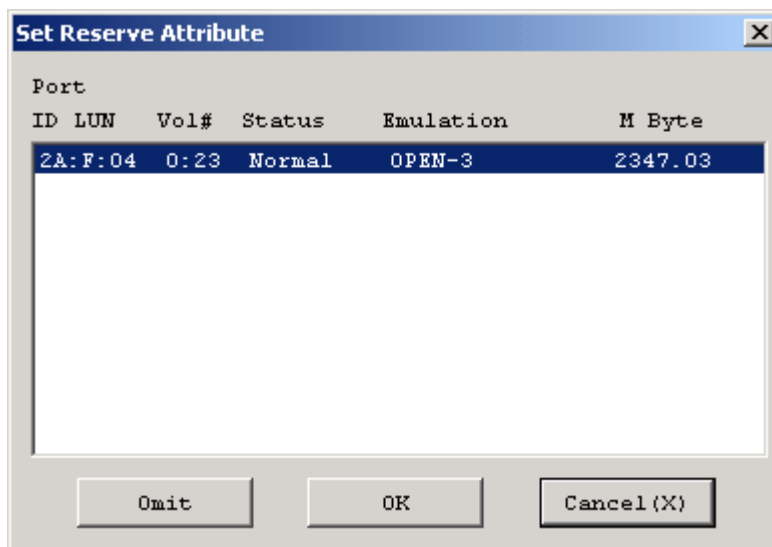 Set Reserve Attribute
Port
ID LUN Vol# Status Emulation M Byte
2A:F:04 0:23 Normal OPEN-3 2347.03
Omit OK Cancel(X)